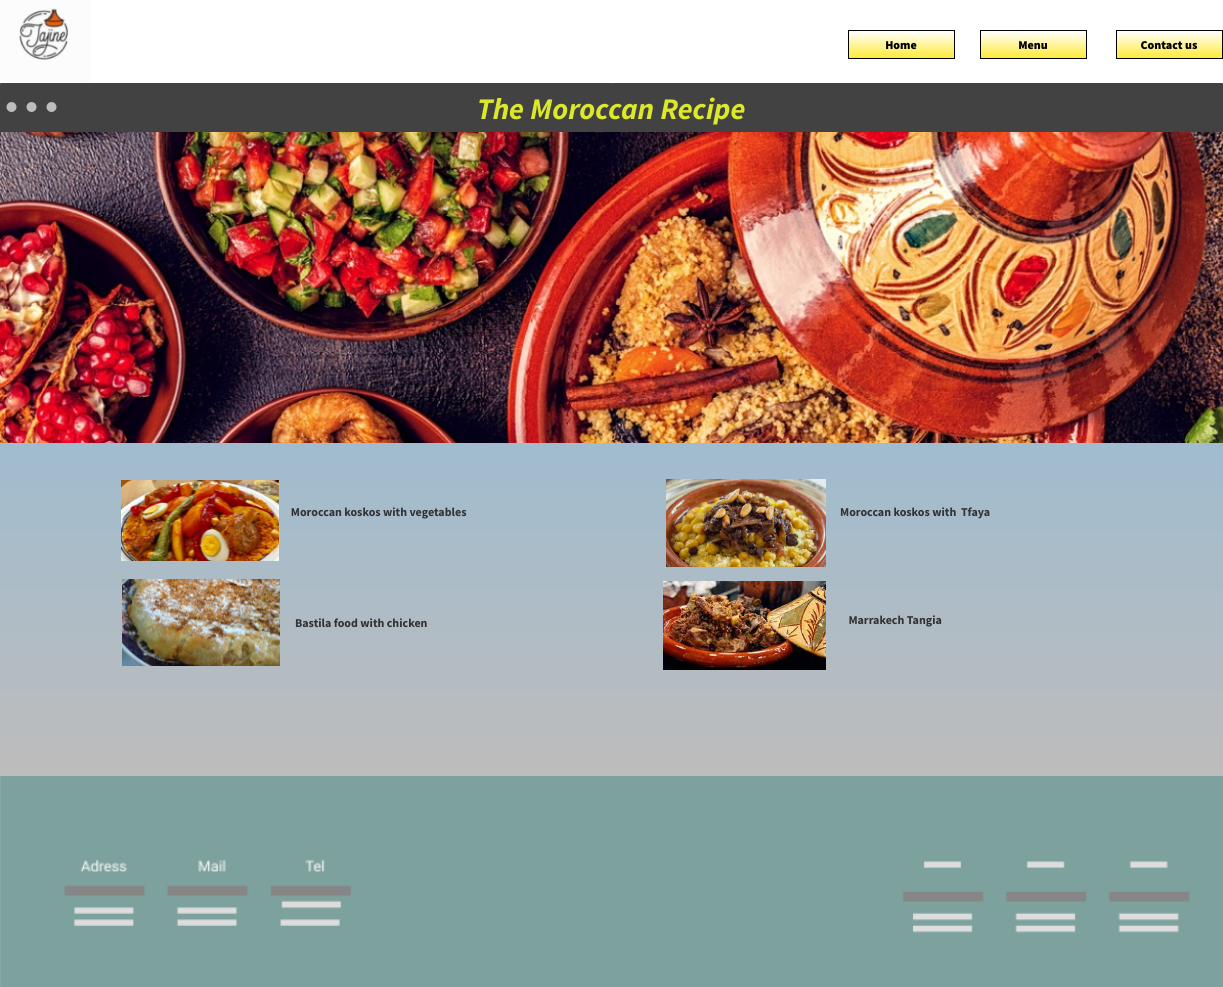 Tajine
Home
Menu
Contact us
The Moroccan Recipe
Moroccan koskos with vegetables
Moroccan koskos with Tfaya
Bastila food with chicken
Marrakech Tangia
Adress
Mail
Tel